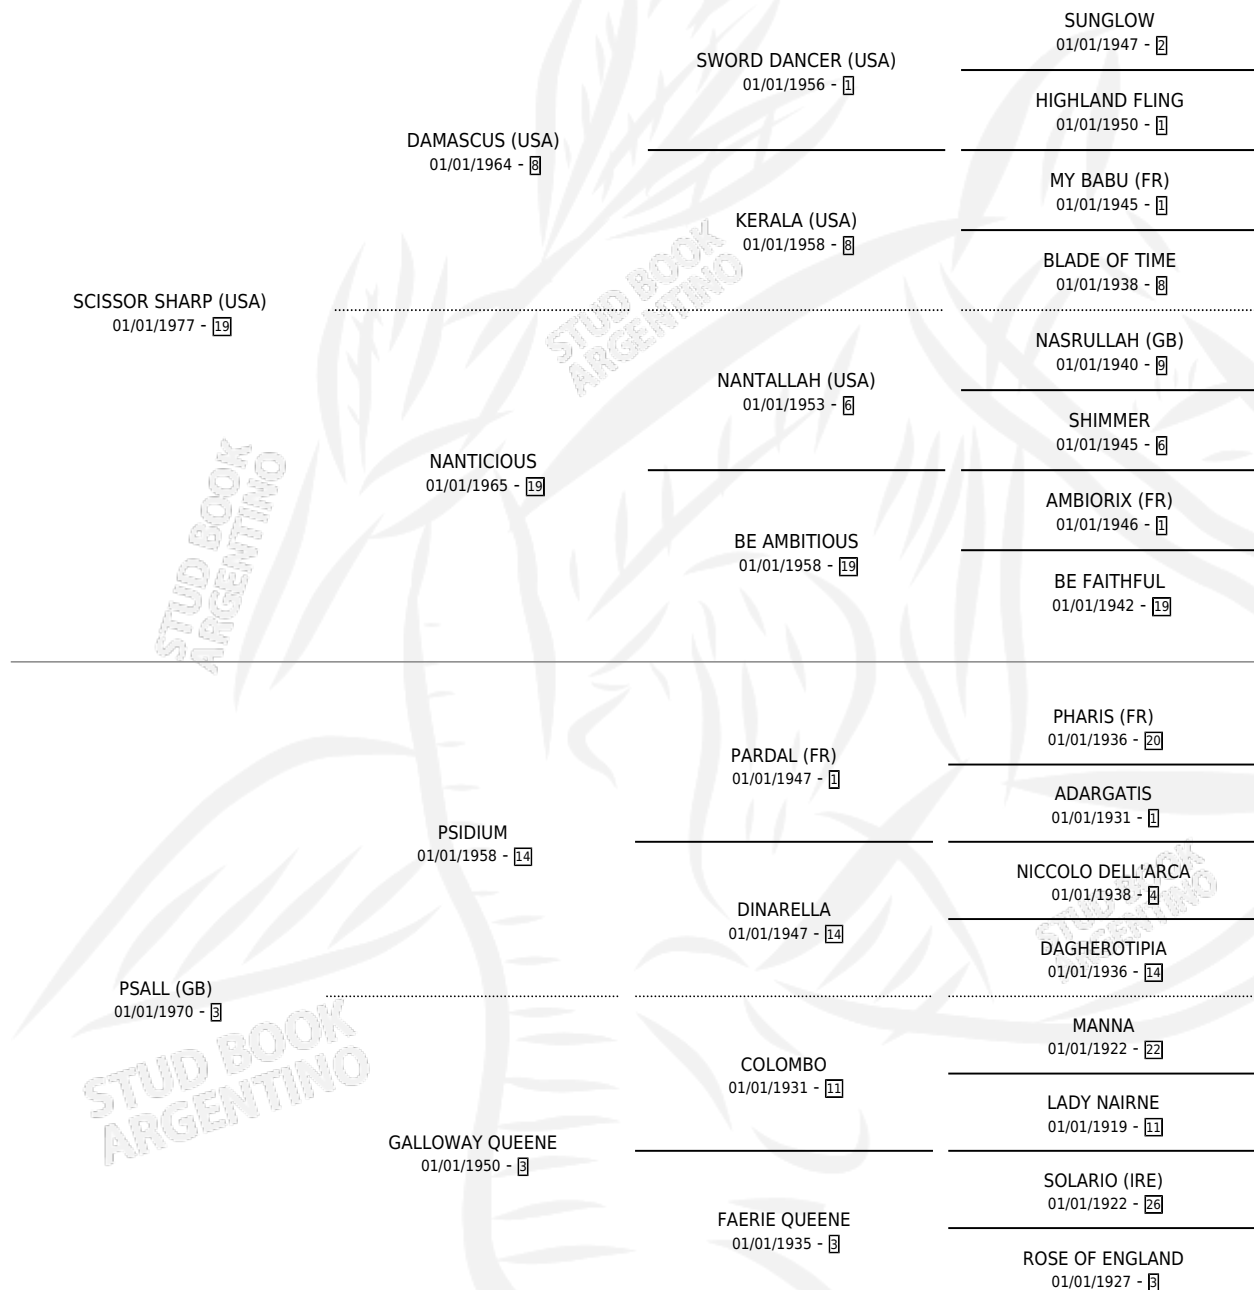 SUNGLOW
01/01/1947 - 2
SWORD DANCER (USA)
01/01/1956 - 1
HIGHLAND FLING
01/01/1950 - 1
DAMASCUS (USA)
01/01/1964 - 8
MY BABU (FR)
01/01/1945 - 1
KERALA (USA)
01/01/1958 - 8
BLADE OF TIME
01/01/1938 - 8
SCISSOR SHARP (USA)
01/01/1977 - 19
STUD BOOK
ARGENTINO
NASRULLAH (GB)
01/01/1940 - 9
NANTALLAH (USA)
01/01/1953 - 6
SHIMMER
01/01/1945 - 6
NANTICIOUS
01/01/1965 - 19
AMBIORIX (FR)
01/01/1946 - 1
BE AMBITIOUS
01/01/1958 - 19
BE FAITHFUL
01/01/1942 - 19
STUD BOOK
ARGENTINO
PHARIS (FR)
01/01/1936 - 20
PARDAL (FR)
01/01/1947 - 1
ADARGATIS
01/01/1931 - 1
PSIDIUM
01/01/1958 - 14
NICCOLO DELL'ARCA
01/01/1938 - 4
DINARELLA
01/01/1947 - 14
DAGHEROTIPIA
01/01/1936 - 14
STUD BOOK
ARGENTINO
PSALL (GB)
01/01/1970 - 3
MANNA
01/01/1922 - 22
COLOMBO
01/01/1931 - 11
LADY NAIRNE
01/01/1919 - 11
STUD BOOK
ARGENTINO
GALLOWAY QUEENE
01/01/1950 - 3
SOLARIO (IRE)
01/01/1922 - 26
FAERIE QUEENE
01/01/1935 - 3
ROSE OF ENGLAND
01/01/1927 - 3